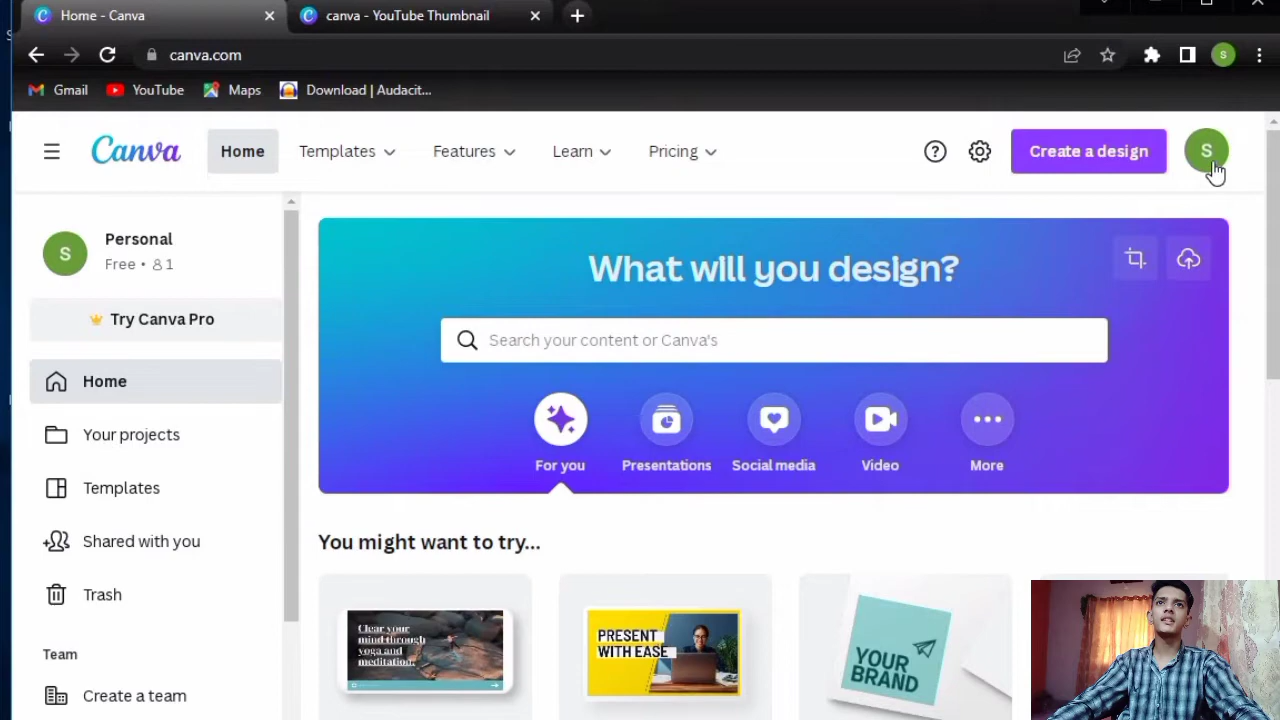 Home - Canva
canva - YouTube Thumbnail
canva.com
S
Gmail
YouTube
Maps
Download | Audacit...
Canva
Home
Templates
Features
Learn
Pricing
Create a design
S
S
Personal
Free • 1
Try Canva Pro
Home
Your projects
Templates
Shared with you
Trash
Team
Create a team
What will you design?
Search your content or Canva's
For you
Presentations
Social media
Video
More
You might want to try...
Clear your
mind through
yoga and
meditation.
PRESENT
WITH EASE
YOUR
BRAND